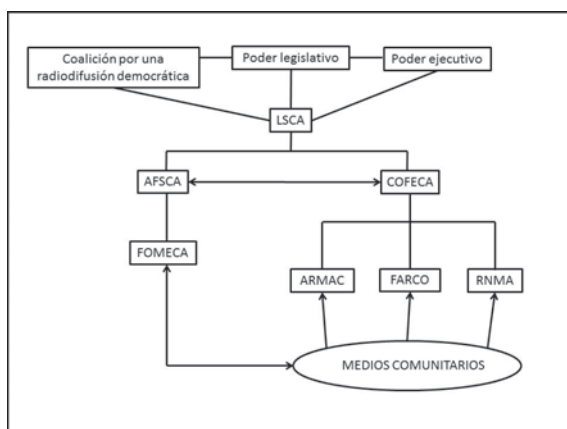 Coalición por una
radiodifusión democrática
Poder legislativo
Poder ejecutivo
LSCA
AFSCA
COFECA
FOMECA
ARMAC
FARCO
RNMA
MEDIOS COMUNITARIOS